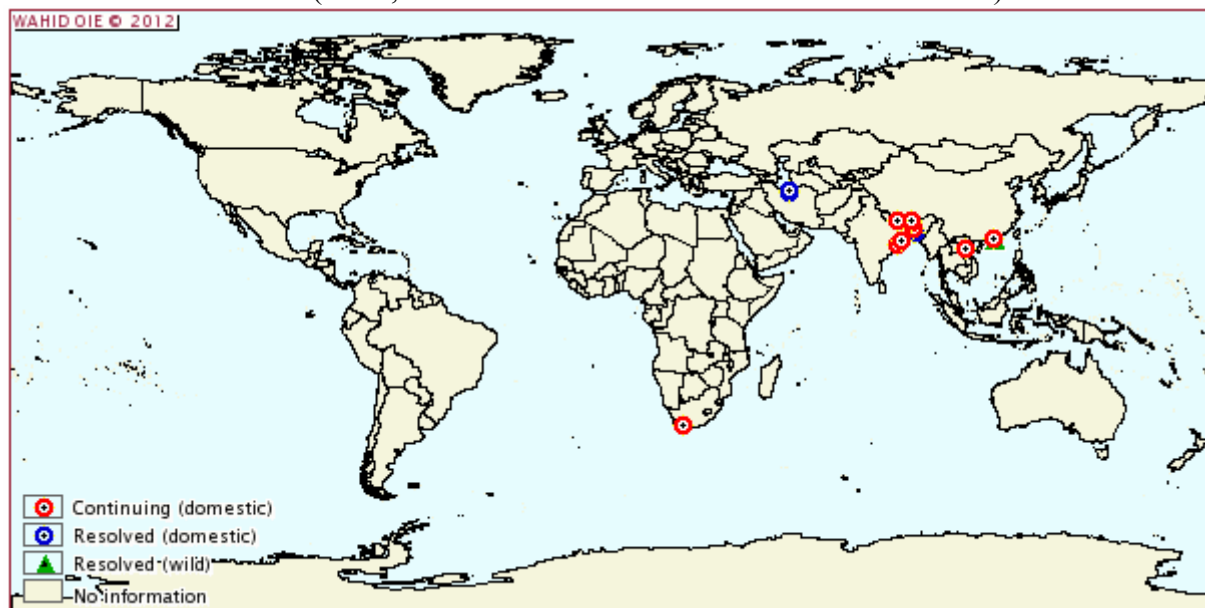 WAHID OIE © 2012
Continuing (domestic)
Resolved (domestic)
Resolved (wild)
No information